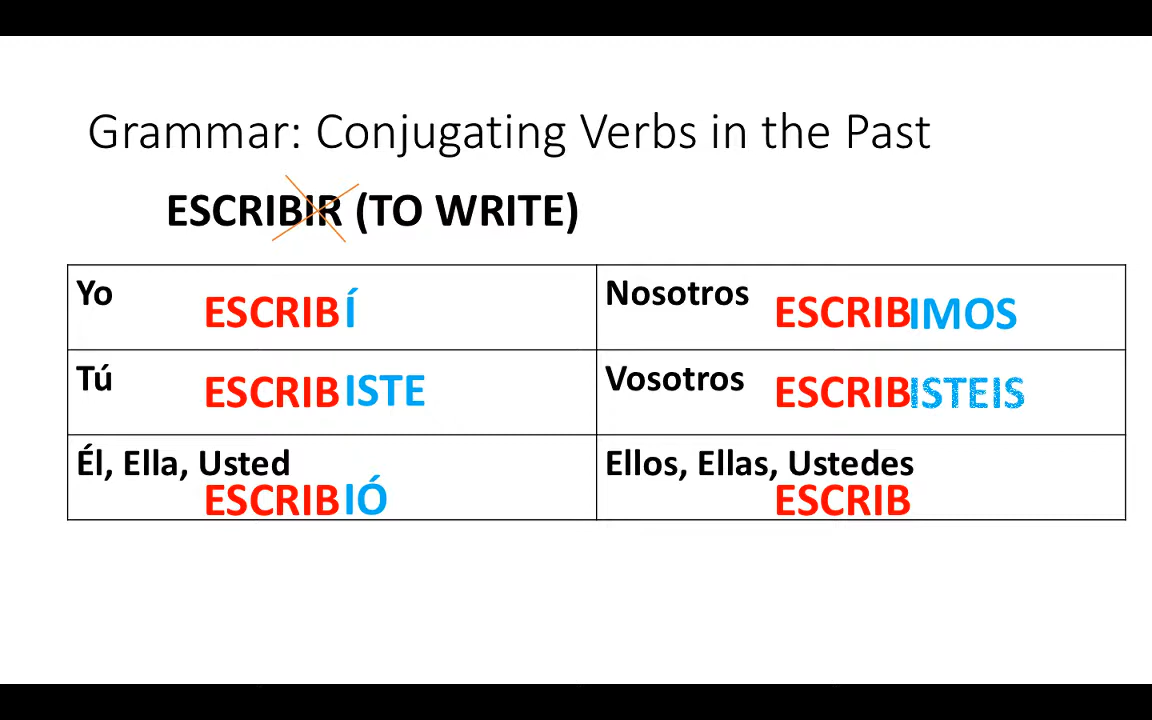 Grammar: Conjugating Verbs in the Past
ESCRIBIR (TO WRITE)
Yo
ESCRIBÍ
Nosotros
ESCRIBIMOS
Tú
ESCRIBISTE
Vosotros
ESCRIBISTEIS
Él, Ella, Usted
ESCRIBIÓ
Ellos, Ellas, Ustedes
ESCRIB